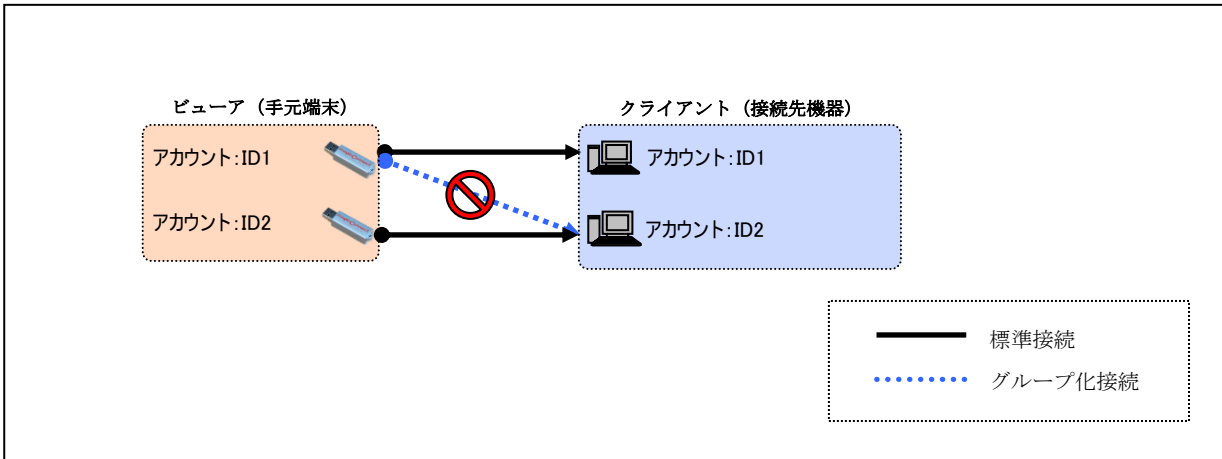 ビューア（手元端末）
クライアント（接続先機器）
アカウント：ID1
アカウント：ID1
アカウント：ID2
アカウント：ID2
標準接続
グループ化接続